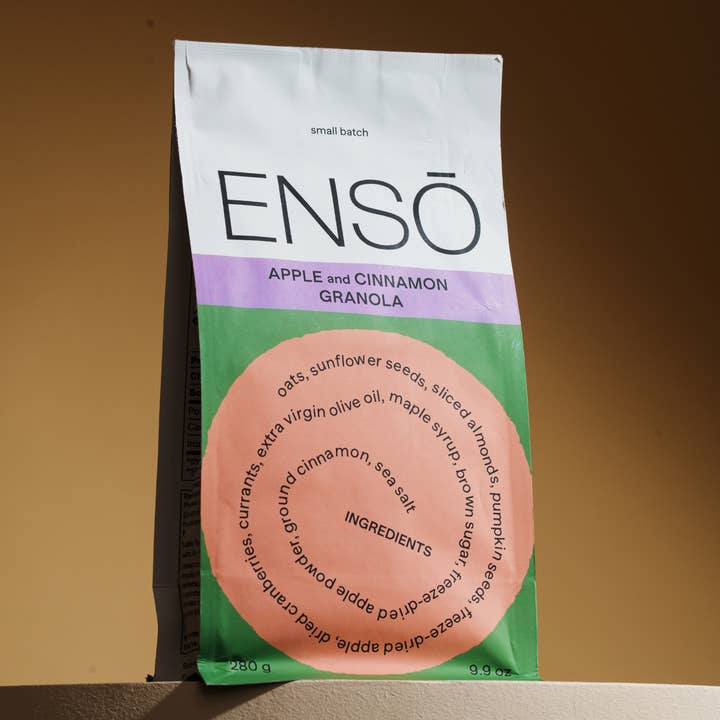 small batch
ENSŌ
APPLE and CINNAMON
GRANOLA
oats, sunflower seeds, sliced almonds, pumpkin seeds, freeze-dried apple, dried cranberries, currants, extra virgin olive oil, maple syrup, brown sugar, freeze-dried apple powder, ground cinnamon, sea salt
INGREDIENTS
280 g
9.9 oz